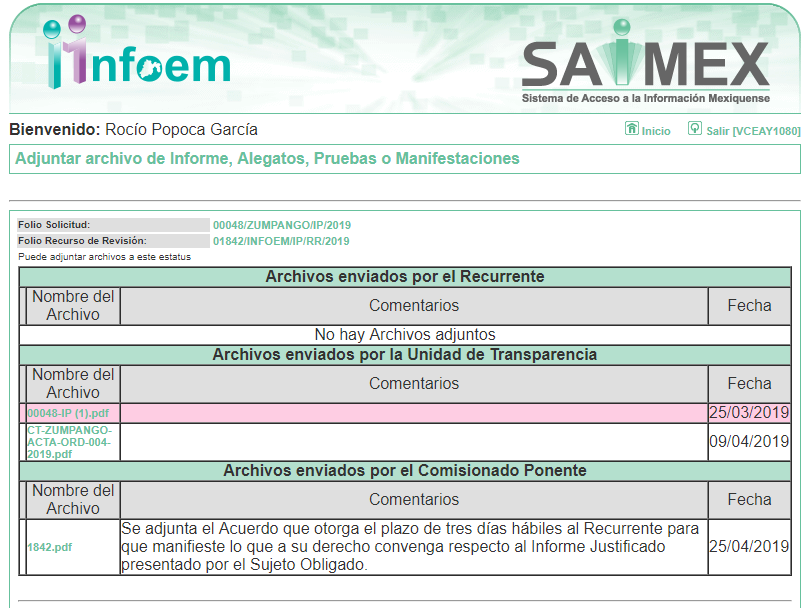 infoem
SAIMEX
Sistema de Acceso a la Información Mexiquense
Bienvenido: Rocío Popoca García
Inicio Salir [VCEAY1080]
Adjuntar archivo de Informe, Alegatos, Pruebas o Manifestaciones
Folio Solicitud: 00048/ZUMPANGO/IP/2019
Folio Recurso de Revisión: 01842/INFOEM/IP/RR/2019
Puede adjuntar archivos a este estatus
Archivos enviados por el Recurrente
Nombre del
Archivo
Comentarios
Fecha
No hay Archivos adjuntos
Archivos enviados por la Unidad de Transparencia
Nombre del
Archivo
Comentarios
Fecha
00048-IP (1).pdf 25/03/2019
CT-ZUMPANGO-
ACTA-ORD-004-
2019.pdf
09/04/2019
Archivos enviados por el Comisionado Ponente
Nombre del
Archivo
Comentarios
Fecha
1842.pdf
Se adjunta el Acuerdo que otorga el plazo de tres días hábiles al Recurrente para
que manifieste lo que a su derecho convenga respecto al Informe Justificado
presentado por el Sujeto Obligado.
25/04/2019